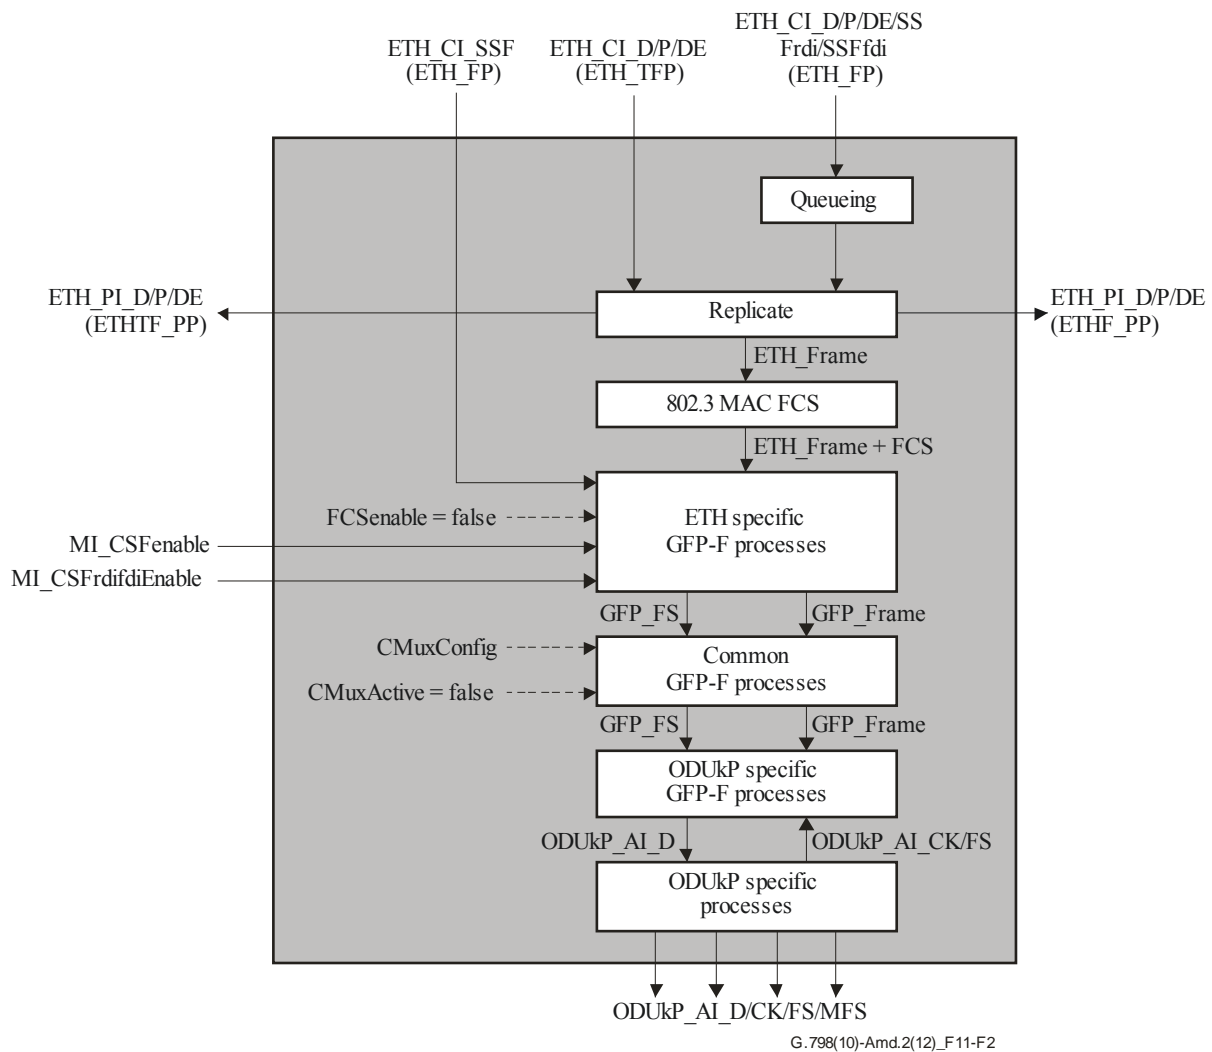 ETH_CI_SSF
(ETH_FP)
ETH_CI_D/P/DE
(ETH_TFP)
ETH_CI_D/P/DE/SS
Frdi/SSFfdi
(ETH_FP)
Queueing
ETH_PI_D/P/DE
(ETHTF_PP)
Replicate
ETH_PI_D/P/DE
(ETHF_PP)
ETH_Frame
802.3 MAC FCS
ETH_Frame + FCS
FCSenable = false
ETH specific
GFP-F processes
MI_CSFenable
MI_CSFrdifdiEnable
GFP_FS
GFP_Frame
CMuxConfig
Common
GFP-F processes
CMuxActive = false
GFP_FS
GFP_Frame
ODUkP specific
GFP-F processes
ODUkP_AI_D
ODUkP_AI_CK/FS
ODUkP specific
processes
ODUkP_AI_D/CK/FS/MFS
G.798(10)-Amd.2(12)_F11-F2